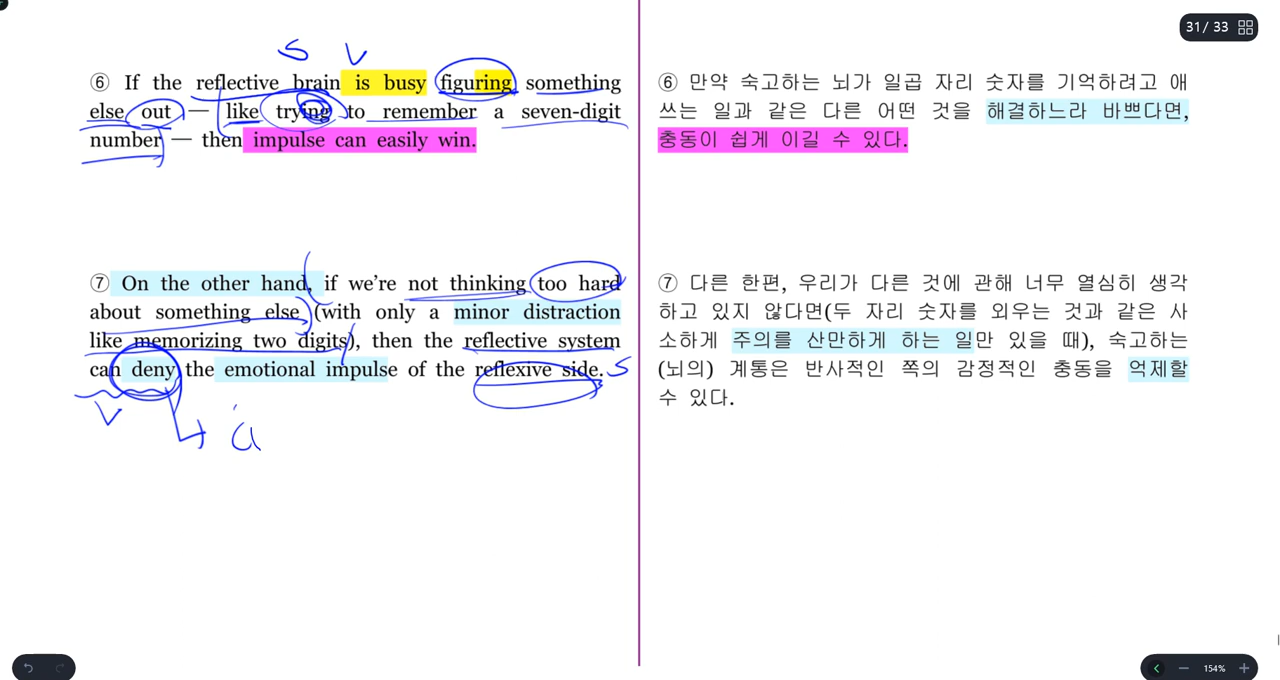 31 / 33
S V
⑥ If the reflective brain is busy figuring something
else out — like trying to remember a seven-digit
number — then impulse can easily win.
⑥ 만약 숙고하는 뇌가 일곱 자리 숫자를 기억하려고 애
쓰는 일과 같은 다른 어떤 것을 해결하느라 바쁘다면,
충동이 쉽게 이길 수 있다.
⑦ On the other hand, if we're not thinking too hard
about something else (with only a minor distraction
like memorizing two digits), then the reflective system
can deny the emotional impulse of the reflexive side. S
V
⑦ 다른 한편, 우리가 다른 것에 관해 너무 열심히 생각
하고 있지 않다면(두 자리 숫자를 외우는 것과 같은 사
소하게 주의를 산만하게 하는 일만 있을 때), 숙고하는
(뇌의) 계통은 반사적인 쪽의 감정적인 충동을 억제할
수 있다.
154%